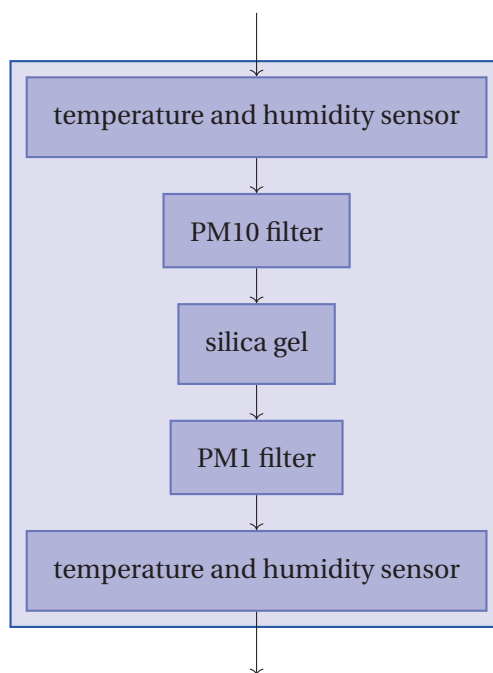 temperature and humidity sensor
PM10 filter
silica gel
PM1 filter
temperature and humidity sensor